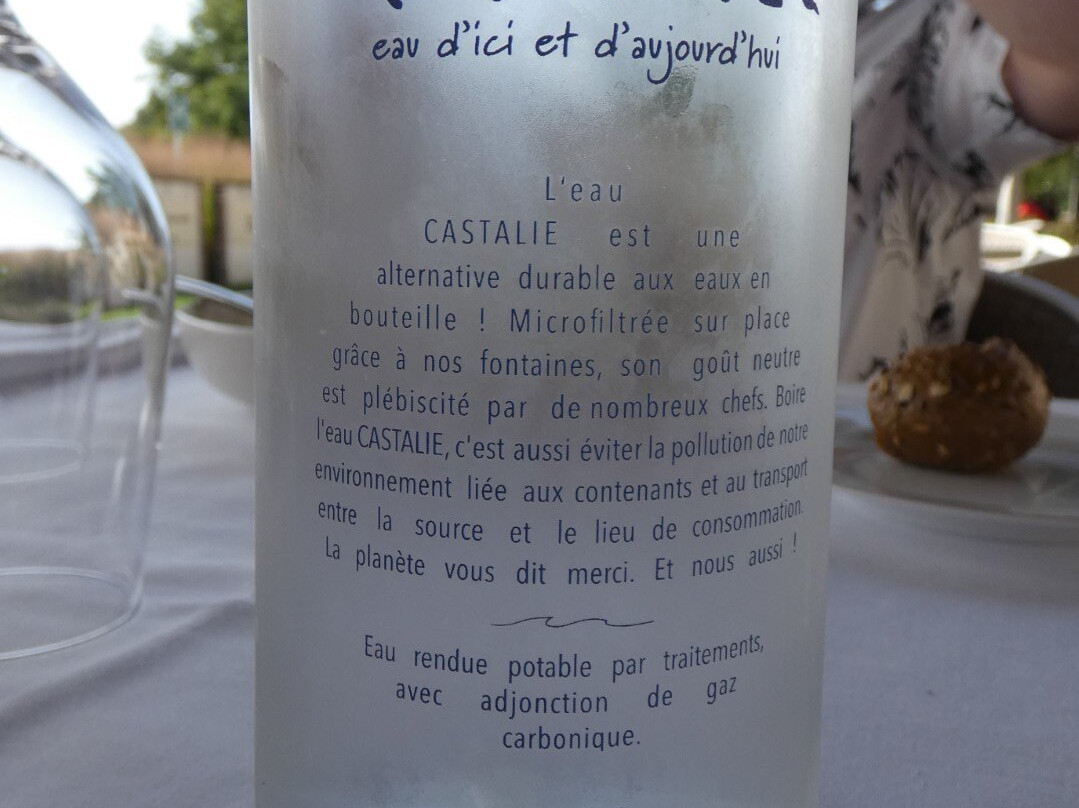 eau d'ici et d'aujourd'hui
L'eau
CASTALIE est une
alternative durable aux eaux en
bouteille ! Microfiltrée sur place
grâce à nos fontaines, son goût neutre
est plébiscité par de nombreux chefs. Boire
l'eau CASTALIE, c'est aussi éviter la pollution de notre
environnement liée aux contenants et au transport
entre la source et le lieu de consommation.
La planète vous dit merci. Et nous aussi !
Eau rendue potable par traitements,
avec adjonction de gaz
carbonique.